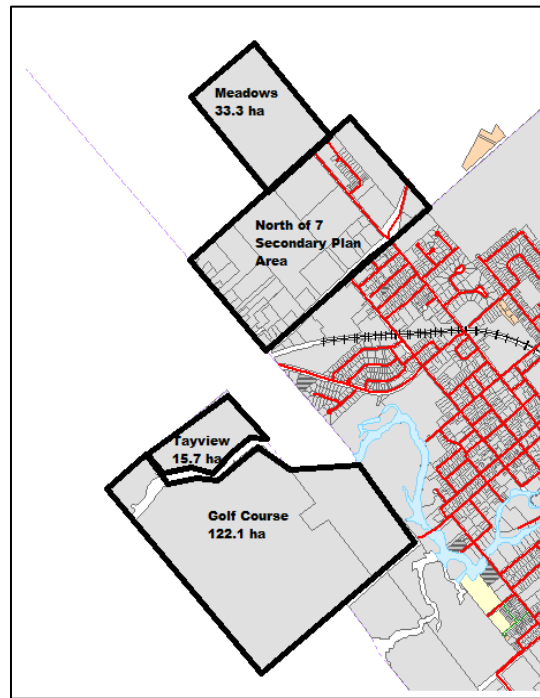 Meadows
33.3 ha
North of 7
Secondary Plan
Area
Tayview
15.7 ha
Golf Course
122.1 ha